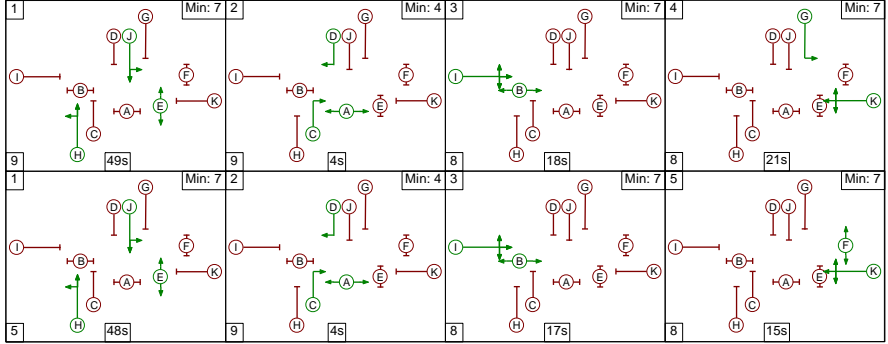 1 Min: 7
G
D J
I F
B E
K
A
C
H
9 49s
2 Min: 4
G
D J
I F
B E
K
A
C
H
9 4s
3 Min: 7
G
D J
I F
B E
K
A
C
H
8 18s
4 Min: 7
G
D J
I F
B E
K
A
C
H
8 21s
1 Min: 7
G
D J
I F
B E
K
A
C
H
5 48s
2 Min: 4
G
D J
I F
B E
K
A
C
H
9 4s
3 Min: 7
G
D J
I F
B E
K
A
C
H
8 17s
5 Min: 7
G
D J
I F
B E
K
A
C
H
8 15s